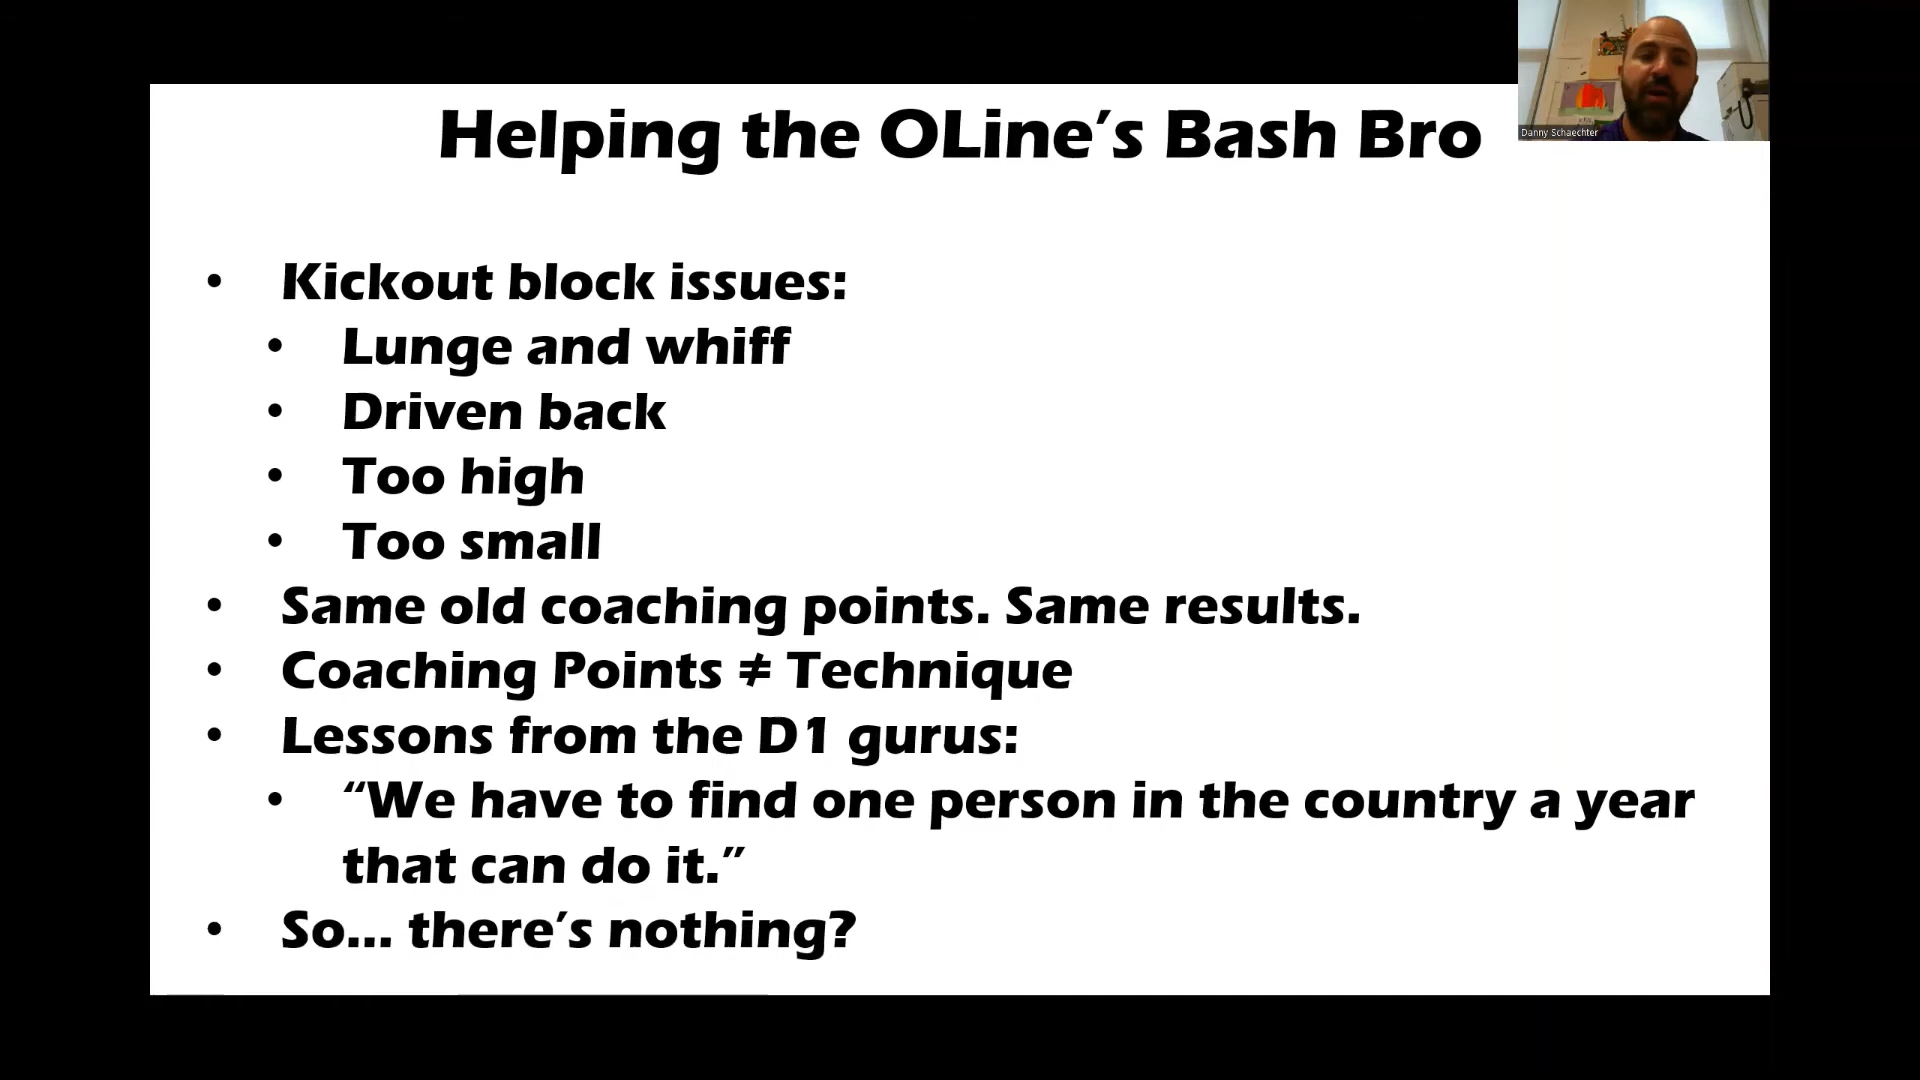 Helping the OLine’s Bash Bro
Danny Schaechter
• Kickout block issues:
• Lunge and whiff
• Driven back
• Too high
• Too small
• Same old coaching points. Same results.
• Coaching Points ≠ Technique
• Lessons from the D1 gurus:
• “We have to find one person in the country a year
that can do it.”
• So... there’s nothing?